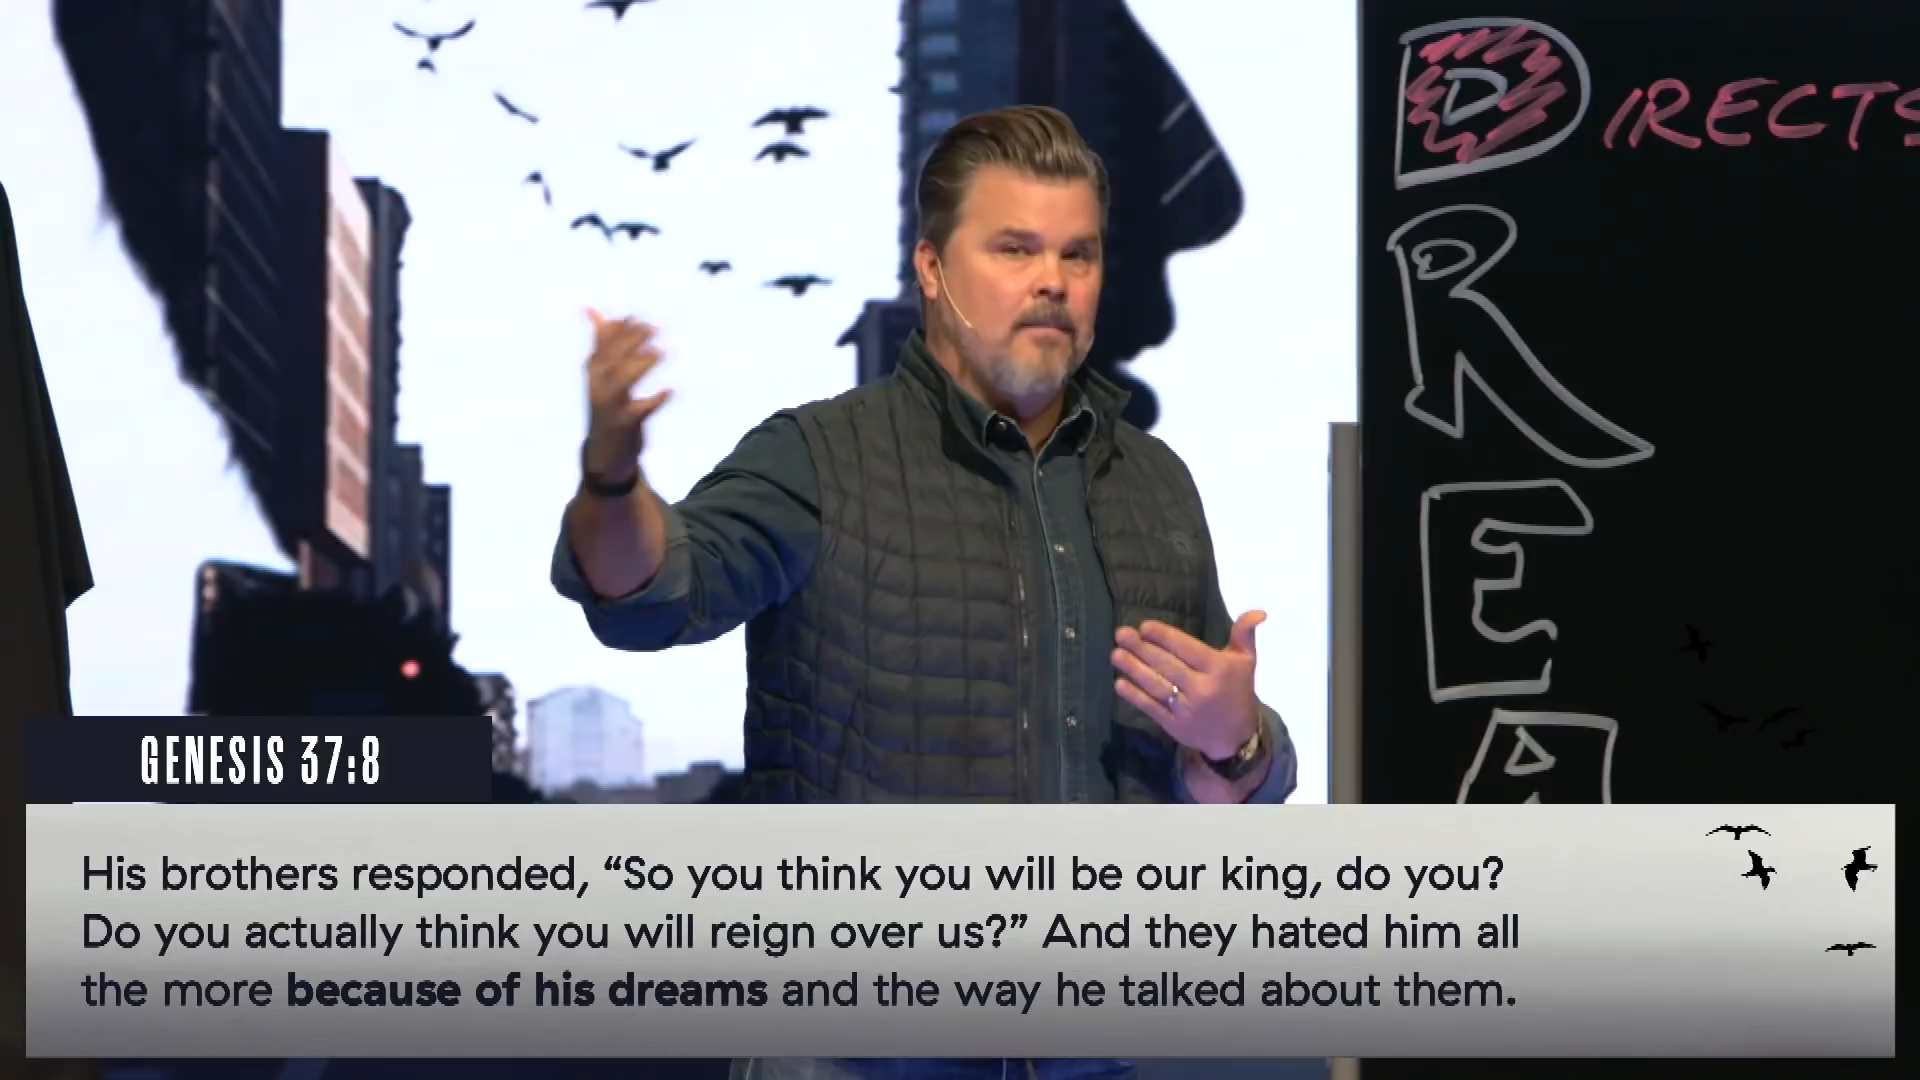 DIRECTS
R
E
A
GENESIS 37:8
His brothers responded, “So you think you will be our king, do you?
Do you actually think you will reign over us?” And they hated him all
the more because of his dreams and the way he talked about them.